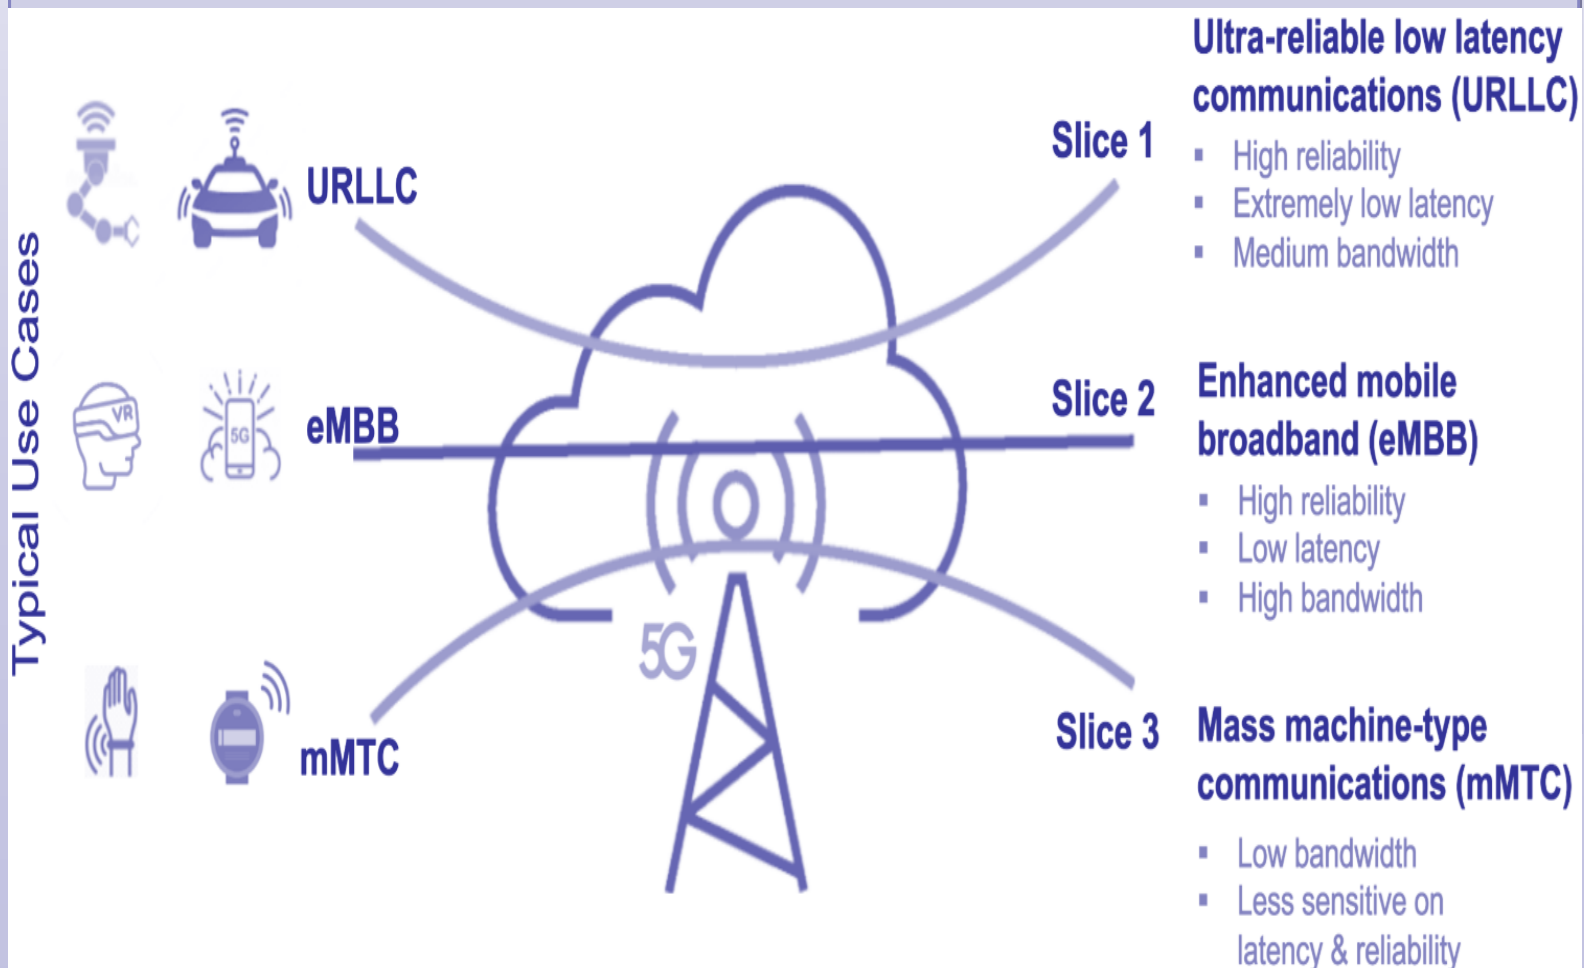 Typical Use Cases
URLLC
VR
5G
eMBB
mMTC
5G
Slice 1
Ultra-reliable low latency
communications (URLLC)
▪ High reliability
▪ Extremely low latency
▪ Medium bandwidth
Slice 2
Enhanced mobile
broadband (eMBB)
▪ High reliability
▪ Low latency
▪ High bandwidth
Slice 3
Mass machine-type
communications (mMTC)
▪ Low bandwidth
▪ Less sensitive on
latency & reliability